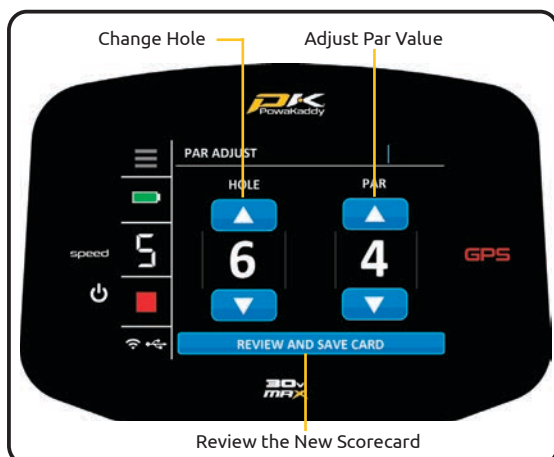 Change Hole Adjust Par Value
PK
PowaKaddy
PAR ADJUST
HOLE PAR
speed 5 6 4 GPS
REVIEW AND SAVE CARD
30v
MAX
Review the New Scorecard